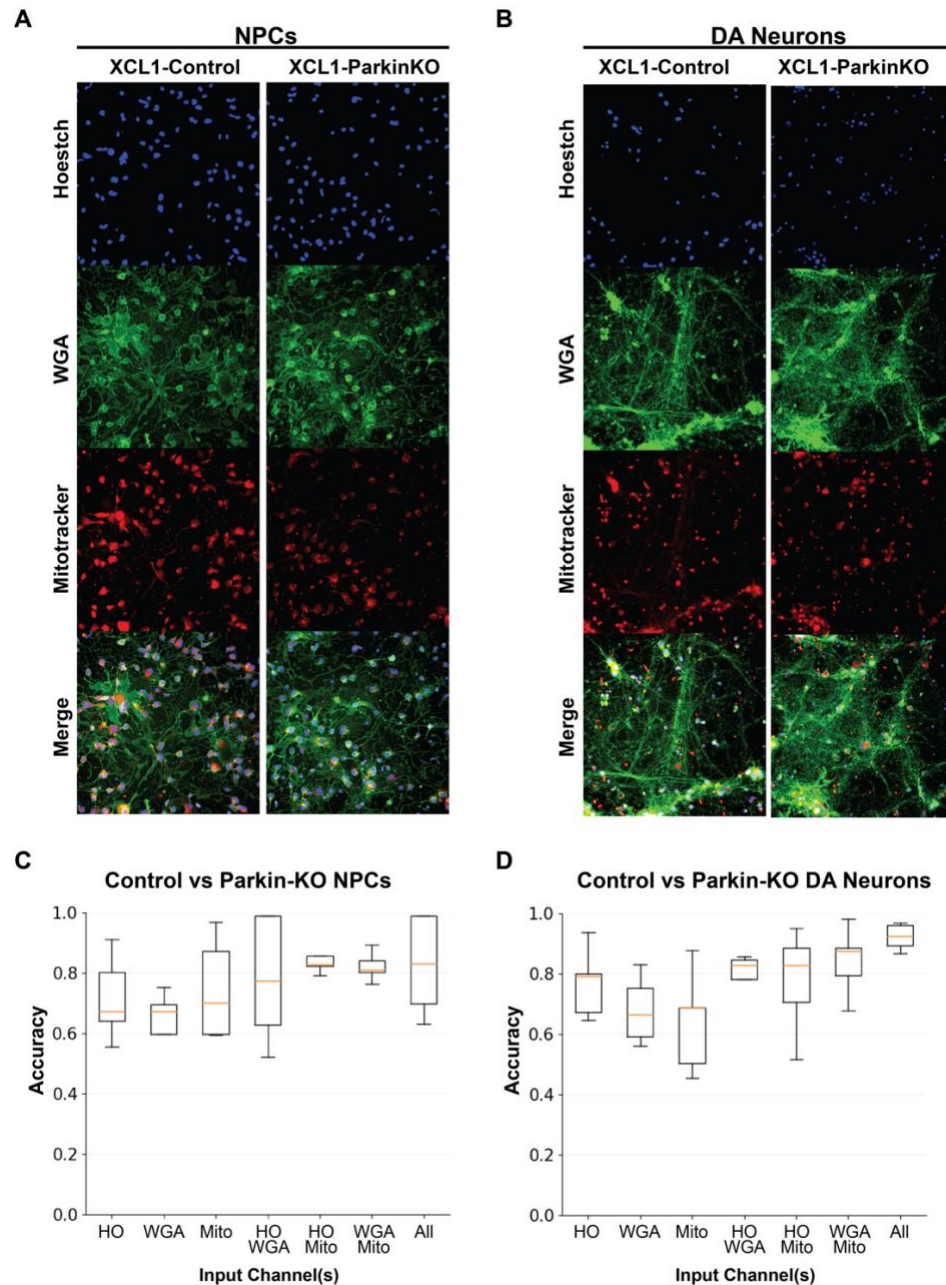 A
NPCs
XCL1-Control XCL1-ParkinKO
Hoestch
WGA
Mitotracker
Merge
B
DA Neurons
XCL1-Control XCL1-ParkinKO
Hoestch
WGA
Mitotracker
Merge
C
Control vs Parkin-KO NPCs
Accuracy
1.0
0.8
0.6
0.4
0.2
0.0
HO WGA Mito HO HO WGA All
WGA Mito Mito
Input Channel(s)
D
Control vs Parkin-KO DA Neurons
Accuracy
1.0
0.8
0.6
0.4
0.2
0.0
HO WGA Mito HO HO WGA All
WGA Mito Mito
Input Channel(s)